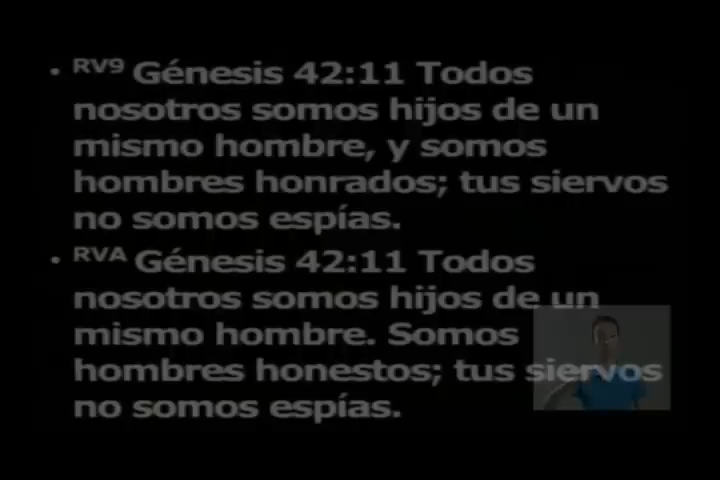 • RV9 Génesis 42:11 Todos
nosotros somos hijos de un
mismo hombre, y somos
hombres honrados; tus siervos
no somos espías.
• RVA Génesis 42:11 Todos
nosotros somos hijos de un
mismo hombre. Somos
hombres honestos; tus siervos
no somos espías.